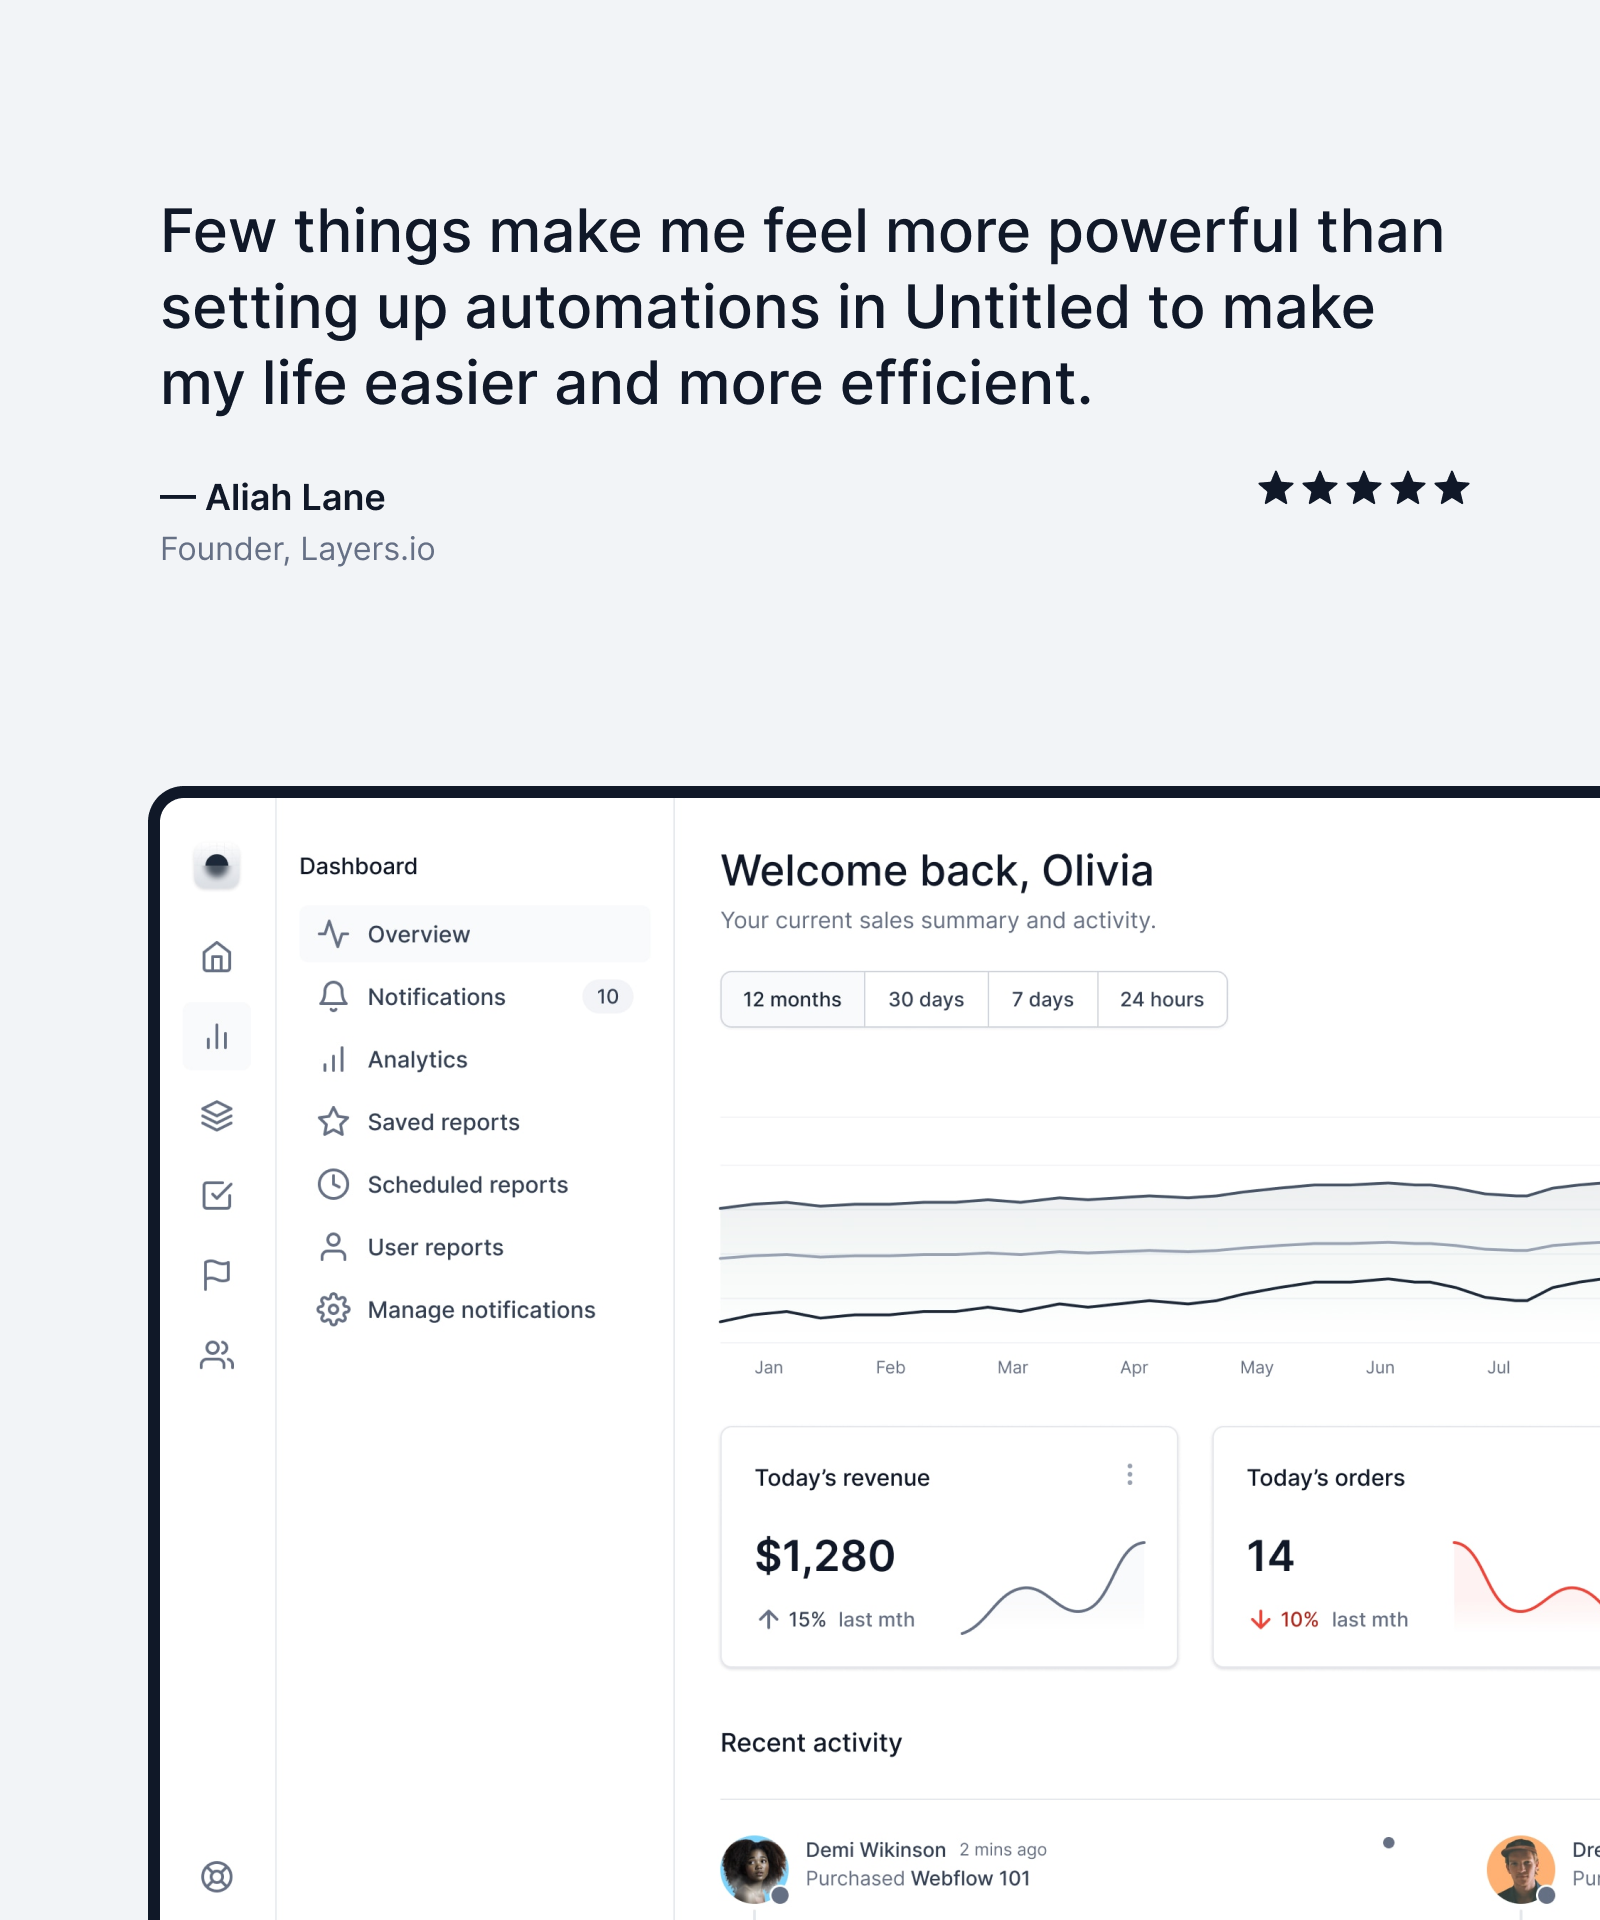 Few things make me feel more powerful than
setting up automations in Untitled to make
my life easier and more efficient.
— Aliah Lane
Founder, Layers.io
Dashboard
Overview
Notifications 10
Analytics
Saved reports
Scheduled reports
User reports
Manage notifications
Welcome back, Olivia
Your current sales summary and activity.
12 months 30 days 7 days 24 hours
Jan Feb Mar Apr May Jun Jul
Today’s revenue
$1,280
15% last mth
Today’s orders
14
10% last mth
Recent activity
Demi Wikinson 2 mins ago
Purchased Webflow 101